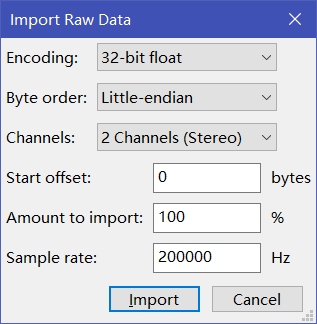 Import Raw Data
Encoding: 32-bit float
Byte order: Little-endian
Channels: 2 Channels (Stereo)
Start offset: 0 bytes
Amount to import: 100 %
Sample rate: 200000 Hz
Import Cancel